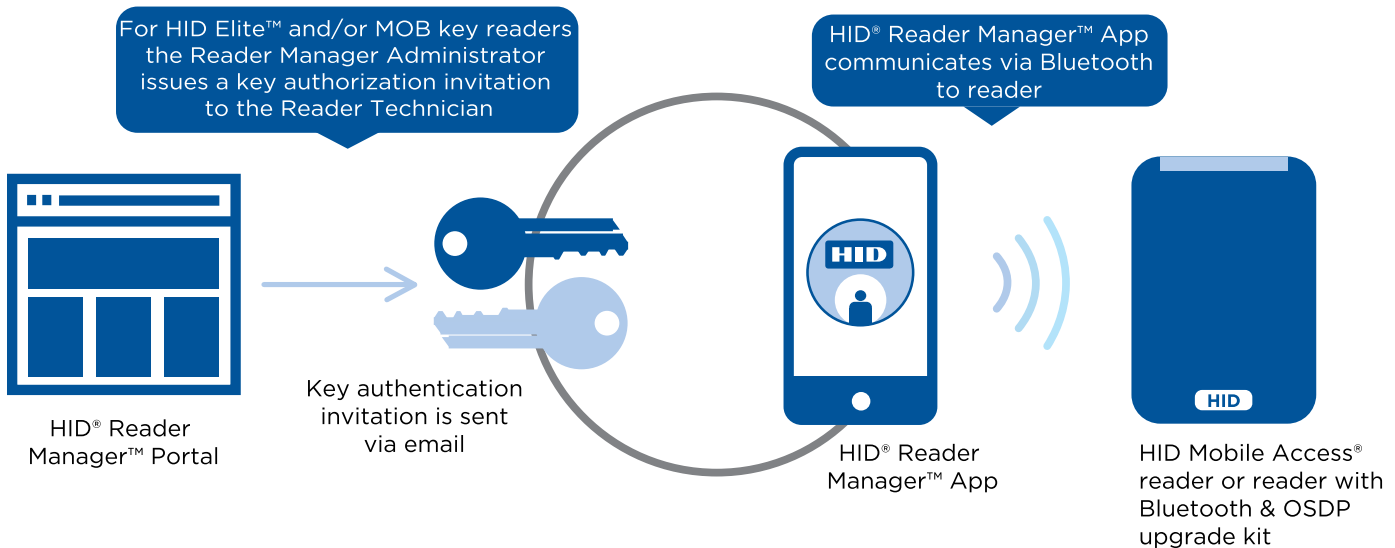 For HID Elite™ and/or MOB key readers
the Reader Manager Administrator
issues a key authorization invitation
to the Reader Technician
HID® Reader Manager™ App
communicates via Bluetooth
to reader
HID
HID
Key authentication
invitation is sent
via email
HID® Reader
Manager™ Portal
HID® Reader
Manager™ App
HID Mobile Access®
reader or reader with
Bluetooth & OSDP
upgrade kit